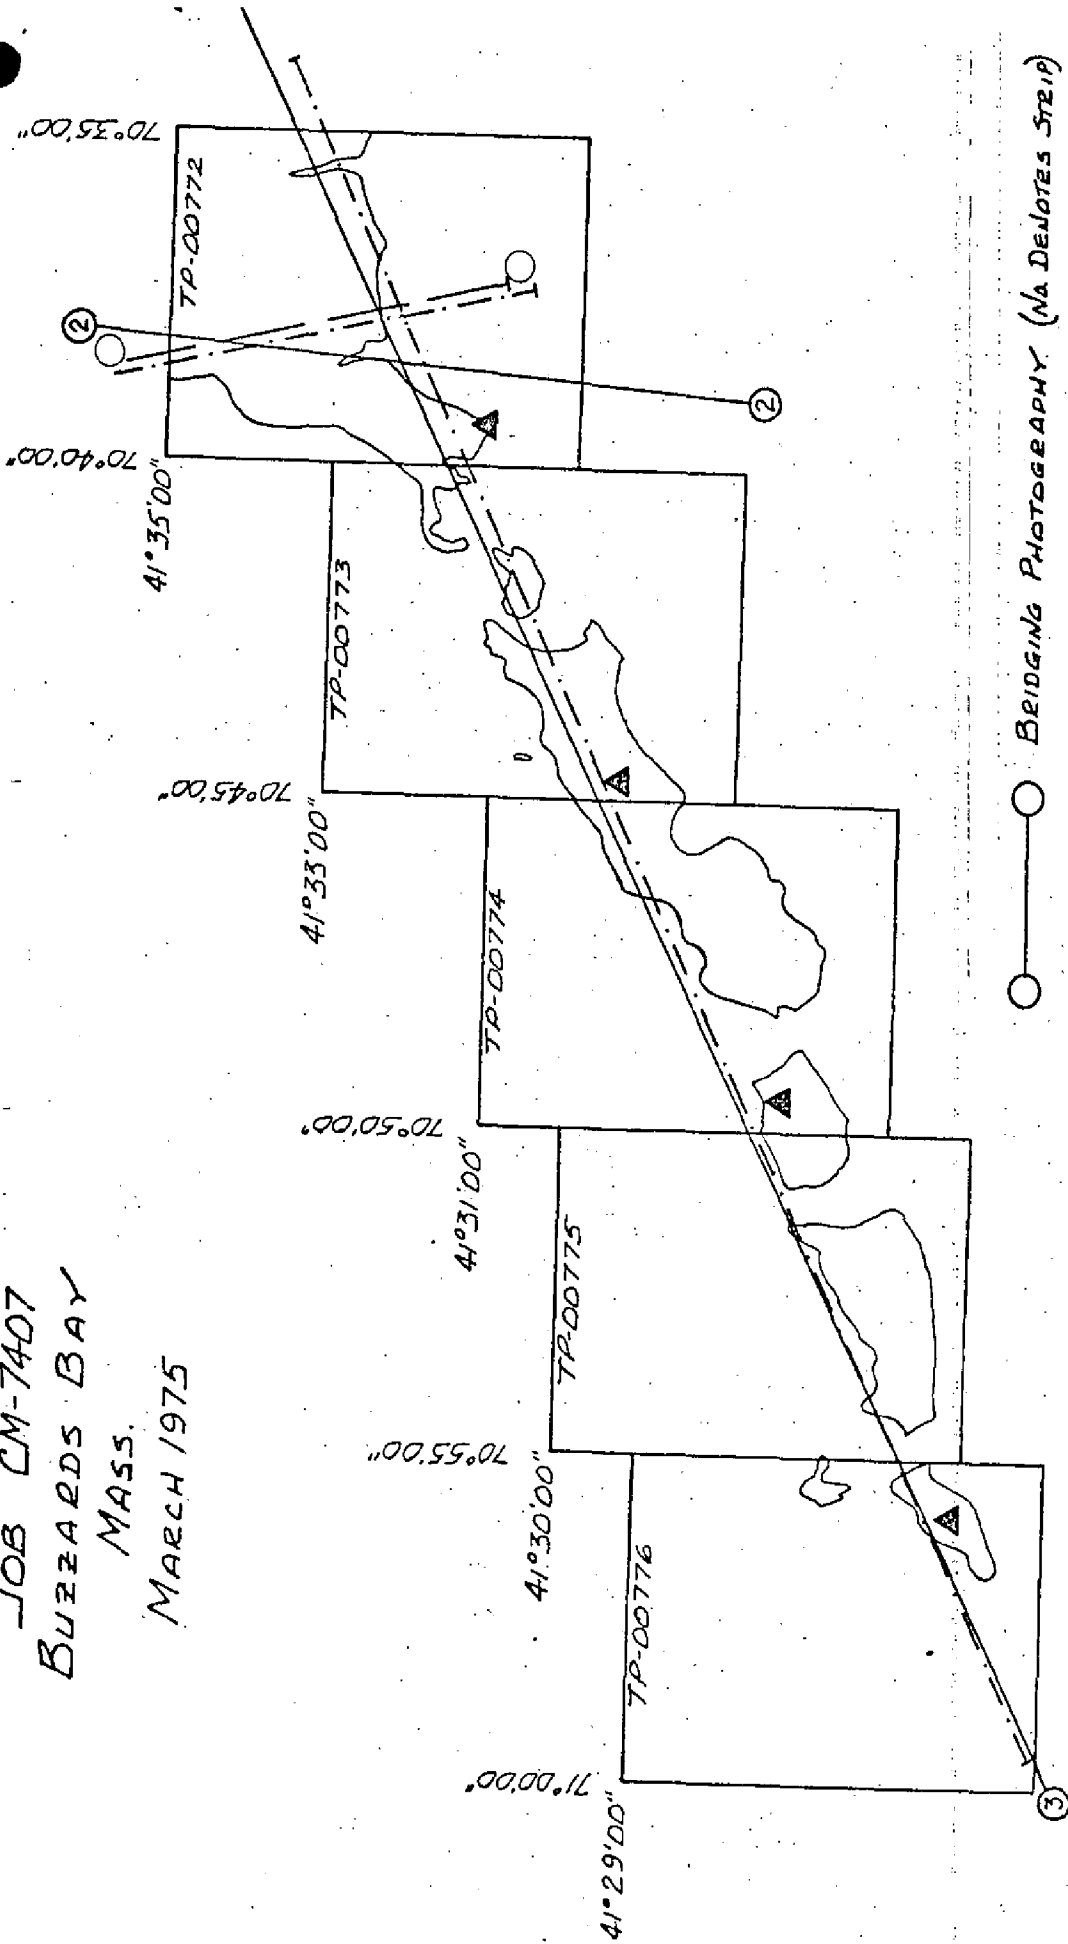 JOB CM-7407
BUZZARDS BAY
MASS.
MARCH 1975
70°35'00"
TP-00772
②
②
70°40'00"
41°35'00"
TP-00773
70°45'00"
41°33'00"
TP-00774
70°50'00"
41°31'00"
TP-00775
70°55'00"
41°30'00"
TP-00776
71°00'00"
41°29'00"
③
BRIDGING PHOTOGRAPHY (No. DENOTES STRIP)